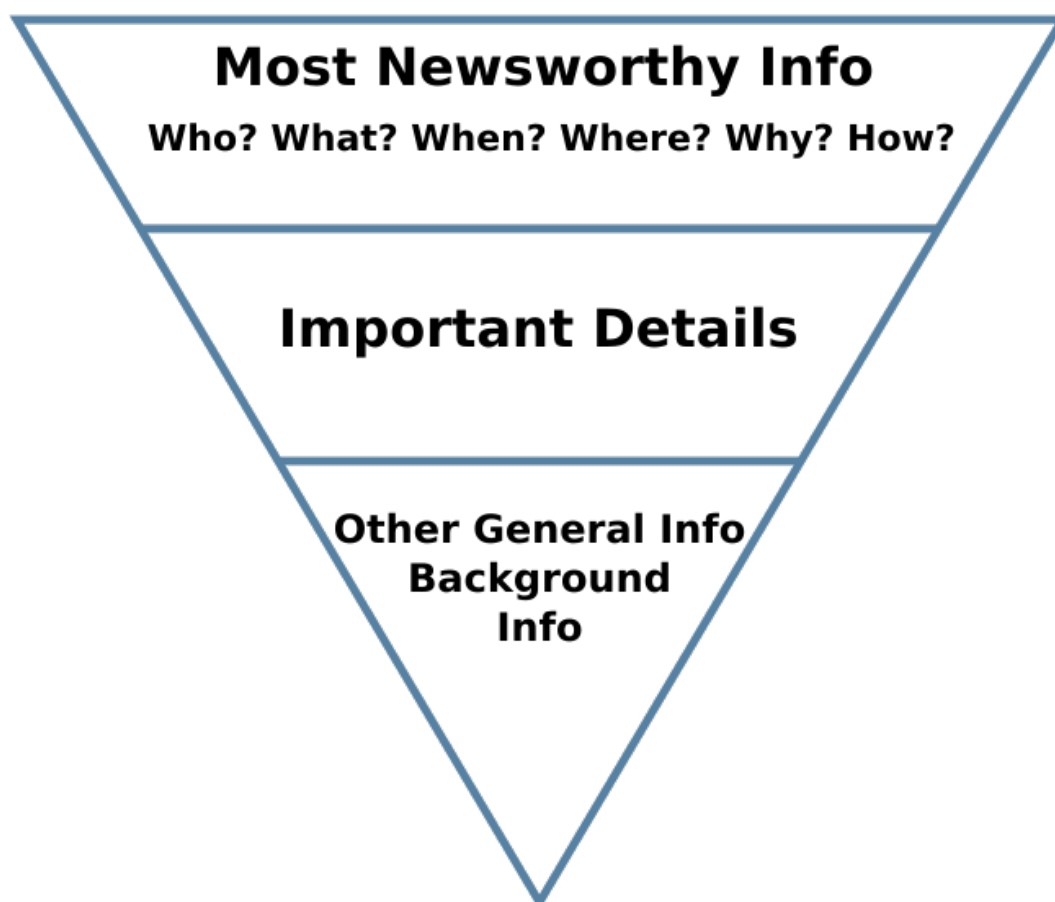 Most Newsworthy Info
Who? What? When? Where? Why? How?
Important Details
Other General Info
Background
Info